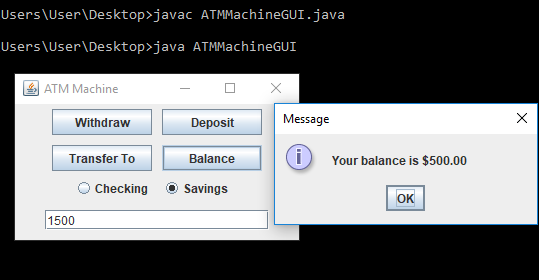 Users\User\Desktop>javac ATMMachineGUI.java
Users\User\Desktop>java ATMMachineGUI
ATM Machine
Withdraw Deposit
Transfer To Balance
Checking Savings
1500
Message
Your balance is $500.00
OK